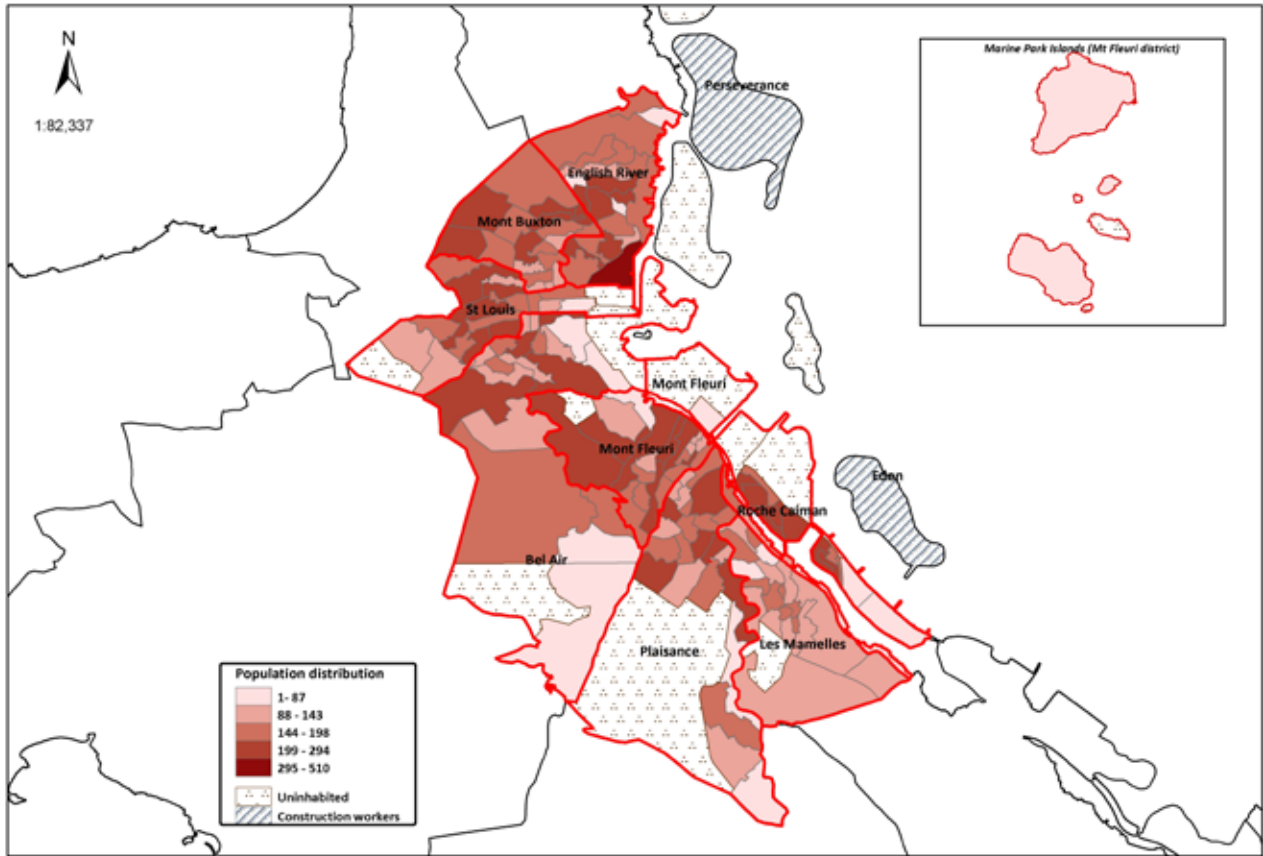 N
1:82,337
Marine Park Islands (Mt Fleuri district)
Perseverance
English River
Mont Buxton
St Louis
Mont Fleuri
Mont Fleuri
Eden
Roche Caiman
Bel Air
Les Mamelles
Plaisance
Population distribution
1- 87
88 - 143
144 - 198
199 - 294
295 - 510
Uninhabited
Construction workers